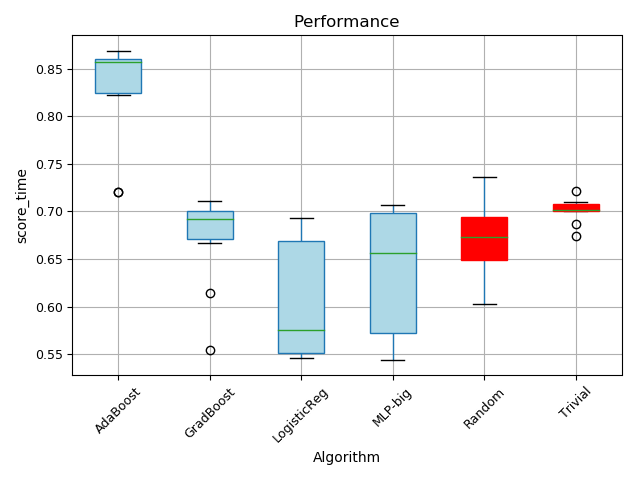 Performance
score_time
0.85
0.80
0.75
0.70
0.65
0.60
0.55
AdaBoost
GradBoost
LogisticReg
MLP-big
Random
Trivial
Algorithm